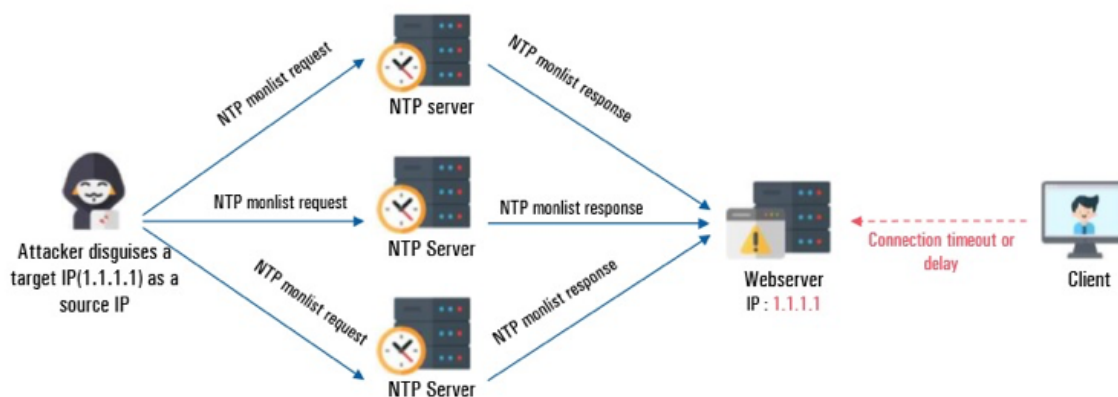 NTP monlist request
NTP server
NTP monlist response
NTP monlist request
NTP Server
NTP monlist response
Attacker disguises a
target IP(1.1.1.1) as a
source IP
NTP monlist request
NTP Server
NTP monlist response
Webserver
IP : 1.1.1.1
Connection timeout or
delay
Client